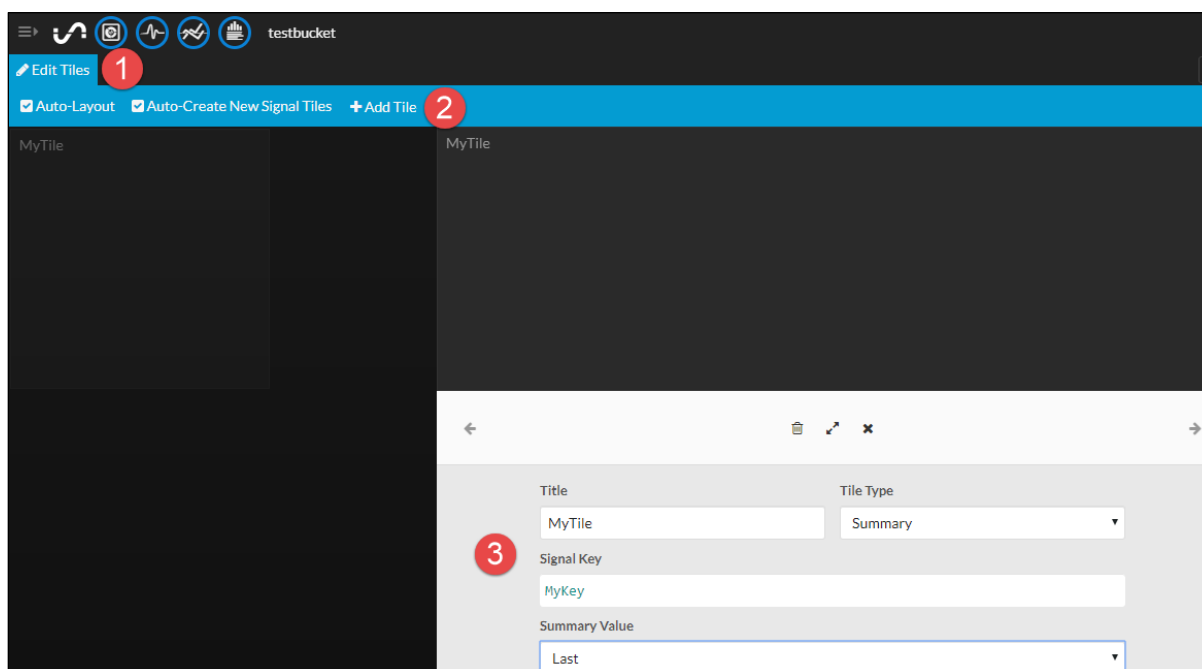 testbucket
Edit Tiles 1
Auto-Layout Auto-Create New Signal Tiles Add Tile 2
MyTile MyTile
Title Tile Type
MyTile Summary
3
Signal Key
MyKey
Summary Value
Last